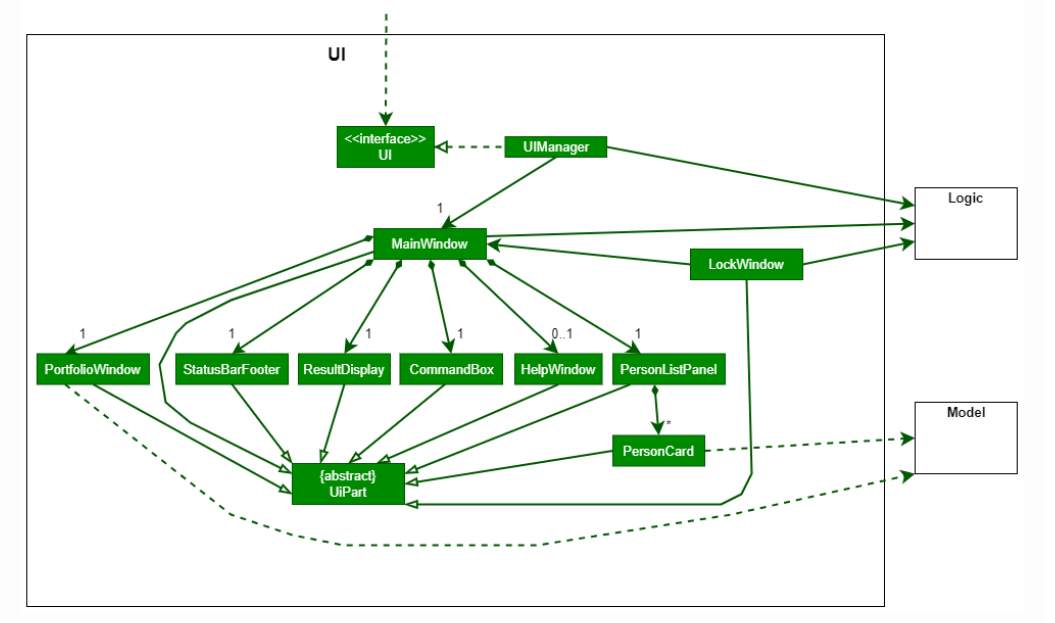 UI
<<interface>>
UI
UIManager
Logic
1
MainWindow
LockWindow
1
1
1
1
0..1
1
PortfolioWindow
StatusBarFooter
ResultDisplay
CommandBox
HelpWindow
PersonListPanel
*
Model
PersonCard
{abstract}
UiPart